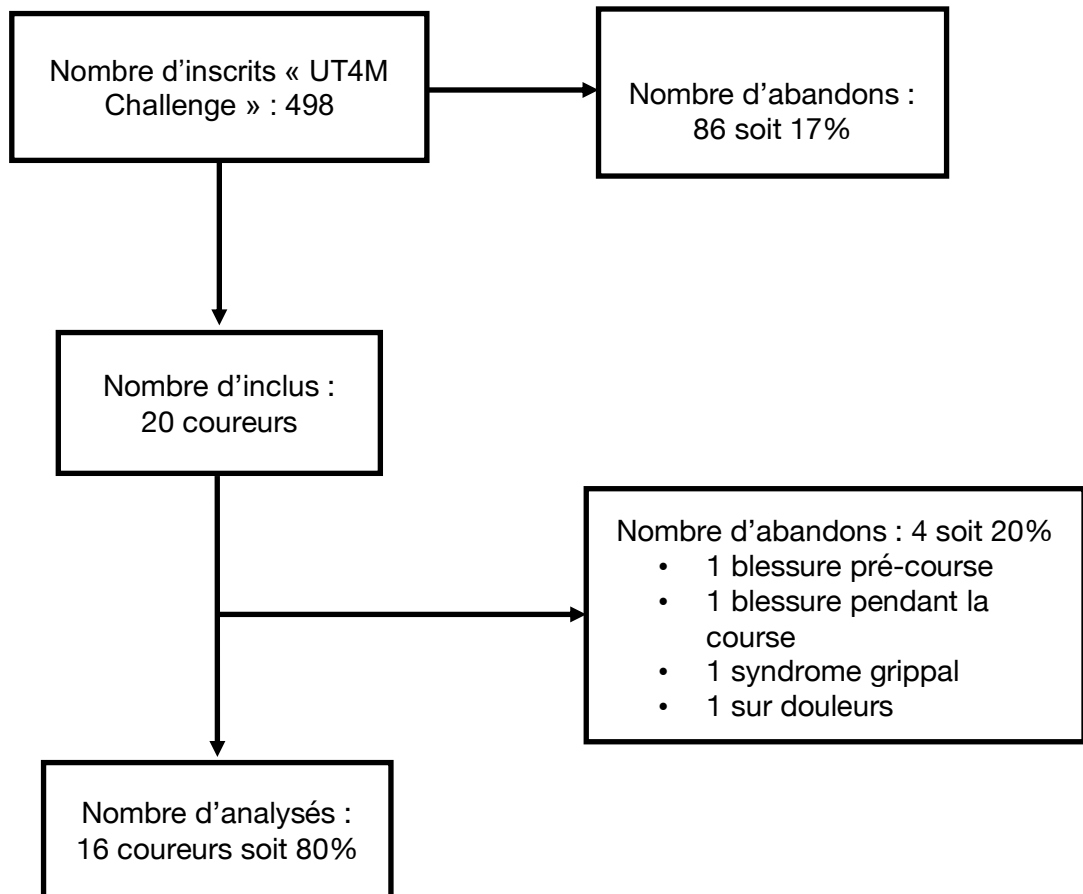 Nombre d’inscrits « UT4M
Challenge » : 498
Nombre d’abandons :
86 soit 17%
Nombre d’inclus :
20 coureurs
Nombre d’abandons : 4 soit 20%
• 1 blessure pré-course
• 1 blessure pendant la
course
• 1 syndrome grippal
• 1 sur douleurs
Nombre d’analysés :
16 coureurs soit 80%